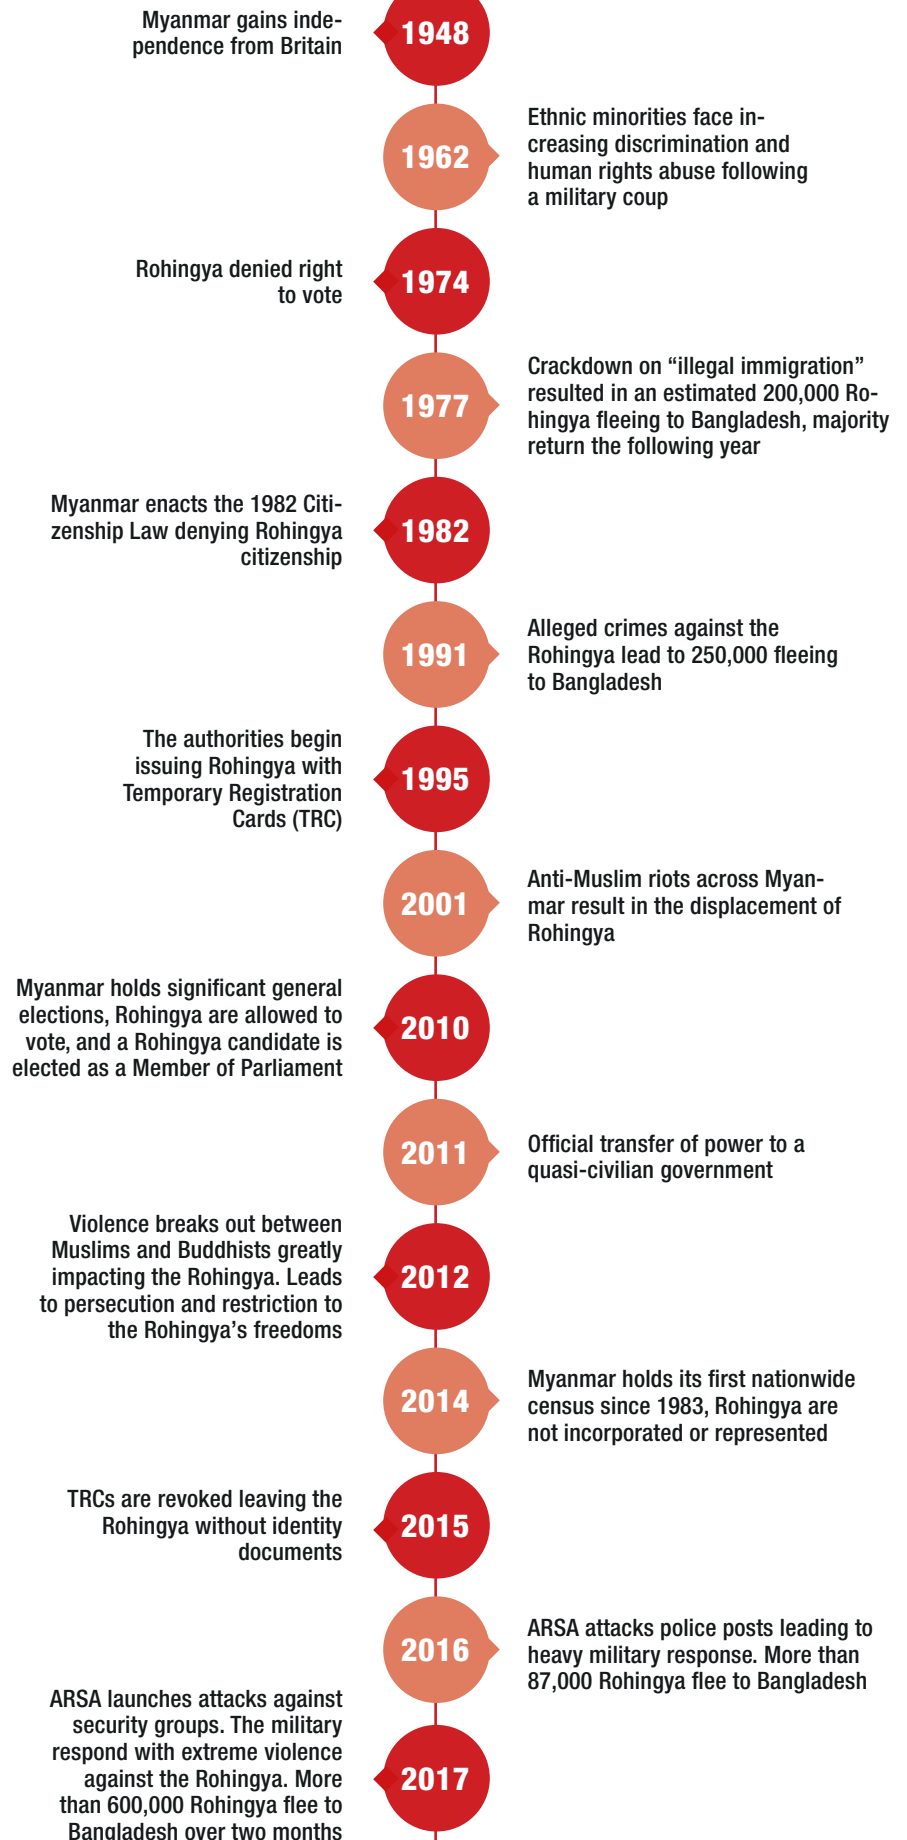 Myanmar gains inde-
pendence from Britain
1948
1962
Ethnic minorities face in-
creasing discrimination and
human rights abuse following
a military coup
Rohingya denied right
to vote
1974
1977
Crackdown on “illegal immigration”
resulted in an estimated 200,000 Ro-
hingya fleeing to Bangladesh, majority
return the following year
Myanmar enacts the 1982 Citi-
zenship Law denying Rohingya
citizenship
1982
1991
Alleged crimes against the
Rohingya lead to 250,000 fleeing
to Bangladesh
The authorities begin
issuing Rohingya with
Temporary Registration
Cards (TRC)
1995
2001
Anti-Muslim riots across Myan-
mar result in the displacement of
Rohingya
Myanmar holds significant general
elections, Rohingya are allowed to
vote, and a Rohingya candidate is
elected as a Member of Parliament
2010
2011
Official transfer of power to a
quasi-civilian government
Violence breaks out between
Muslims and Buddhists greatly
impacting the Rohingya. Leads
to persecution and restriction to
the Rohingya’s freedoms
2012
2014
Myanmar holds its first nationwide
census since 1983, Rohingya are
not incorporated or represented
TRCs are revoked leaving the
Rohingya without identity
documents
2015
2016
ARSA attacks police posts leading to
heavy military response. More than
87,000 Rohingya flee to Bangladesh
ARSA launches attacks against
security groups. The military
respond with extreme violence
against the Rohingya. More
than 600,000 Rohingya flee to
Bangladesh over two months
2017